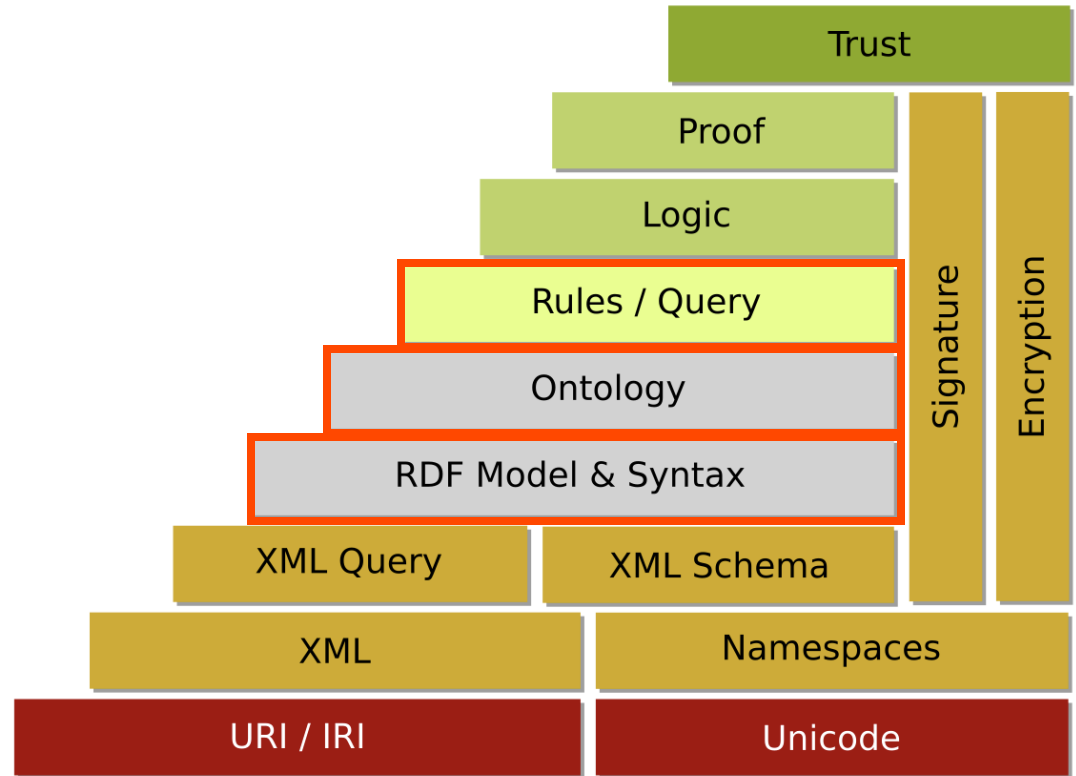 Trust
Proof
Logic
Rules / Query
Ontology
RDF Model & Syntax
Signature
Encryption
XML Query
XML Schema
XML
Namespaces
URI / IRI
Unicode